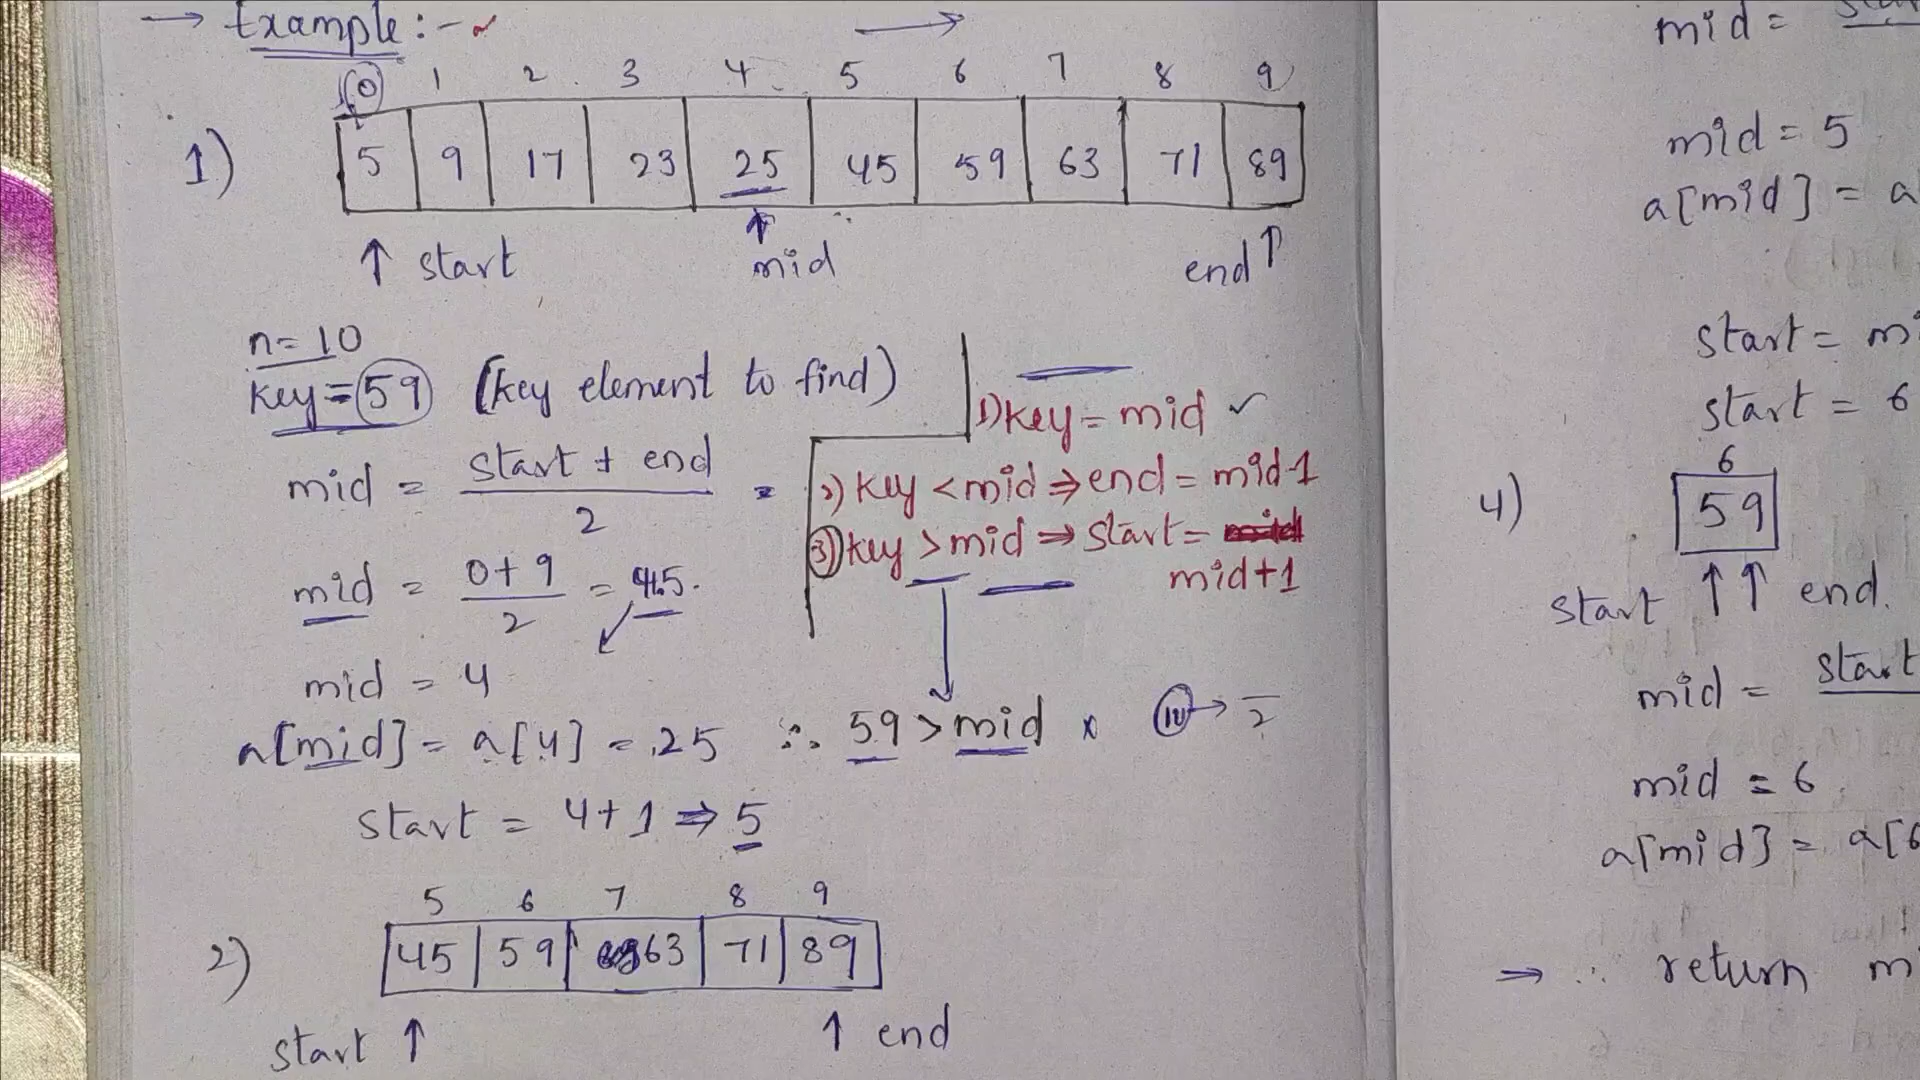 → Example :-
0 1 2 3 4 5 6 7 8 9
1) 5 9 17 23 25 45 59 63 71 89
↑ start mid end ↑
n= 10
key = 59 (key element to find)
1) key = mid ✓
mid = start + end / 2 =
2) key < mid ⇒ end = mid-1
3) key > mid ⇒ start = mid
mid+1
mid = 0+9 / 2 = 4.5.
mid = 4
a[mid] = a[4] = 25 ∴ 59 > mid
start = 4+1 ⇒ 5
5 6 7 8 9
2) 45 59 63 71 89
start ↑ ↑ end
mid =
mid = 5
a[mid] =
start =
start = 6
6
4) 59
start ↑↑ end.
mid = start
mid = 6
a[mid] = a[6
⇒ ∴ return